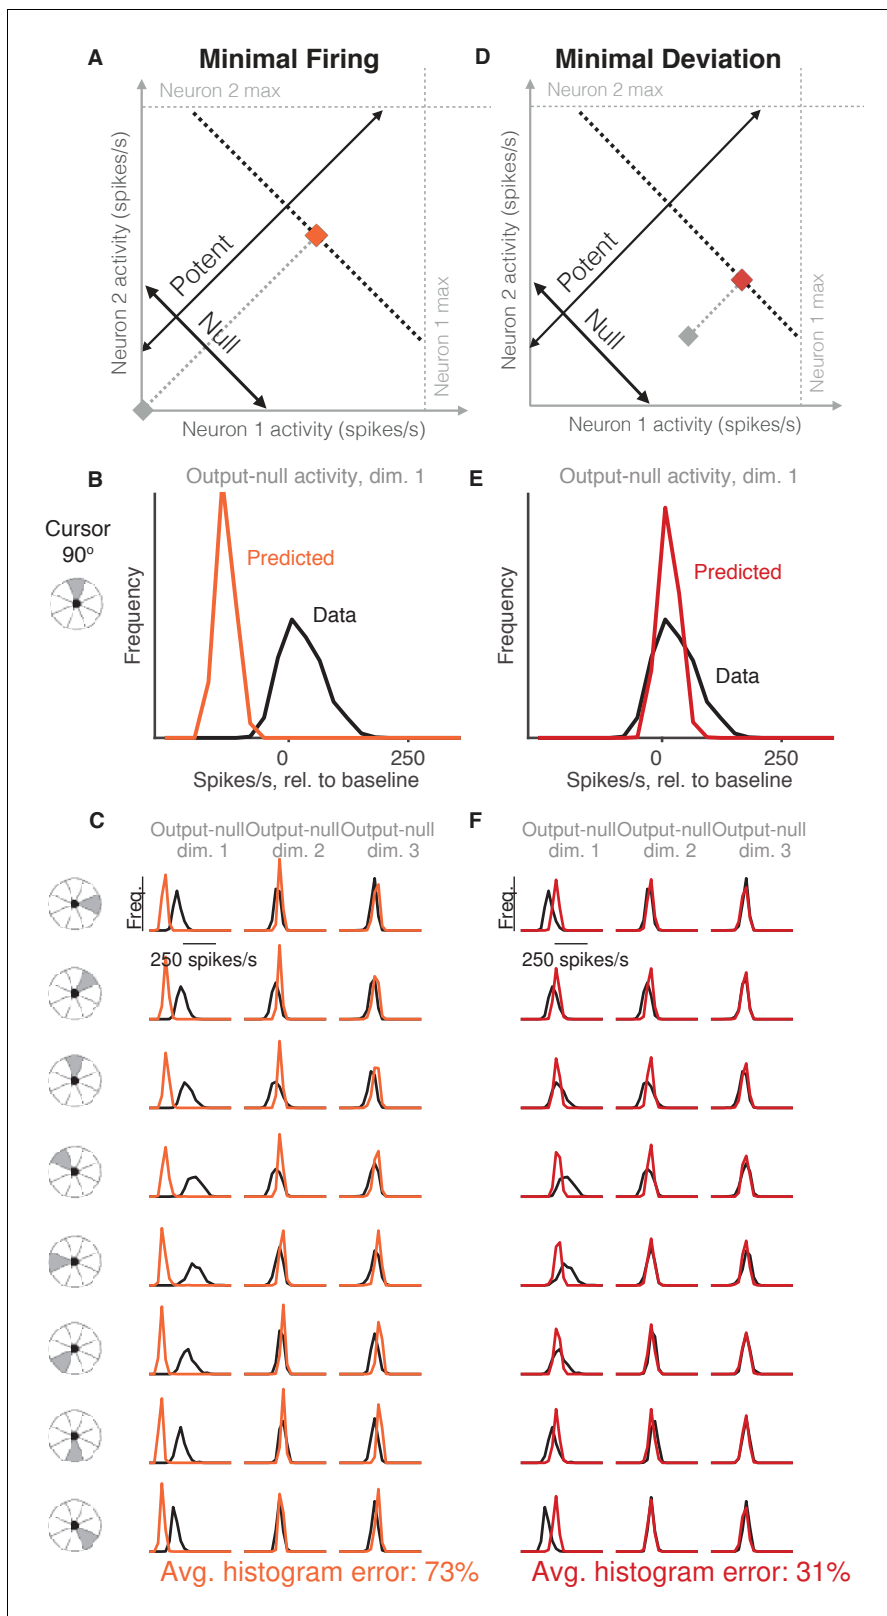 A Minimal Firing
Neuron 2 max
Neuron 2 activity (spikes/s)
Potent
Null
Neuron 1 max
Neuron 1 activity (spikes/s)
D Minimal Deviation
Neuron 2 max
Neuron 2 activity (spikes/s)
Potent
Null
Neuron 1 max
Neuron 1 activity (spikes/s)
B Output-null activity, dim. 1
Cursor
90°
Frequency
Predicted
Data
0 250
Spikes/s, rel. to baseline
E Output-null activity, dim. 1
Frequency
Predicted
Data
0 250
Spikes/s, rel. to baseline
C
Output-null Output-null Output-null
dim. 1 dim. 2 dim. 3
Freq.
250 spikes/s
Avg. histogram error: 73%
F
Output-null Output-null Output-null
dim. 1 dim. 2 dim. 3
Freq.
250 spikes/s
Avg. histogram error: 31%